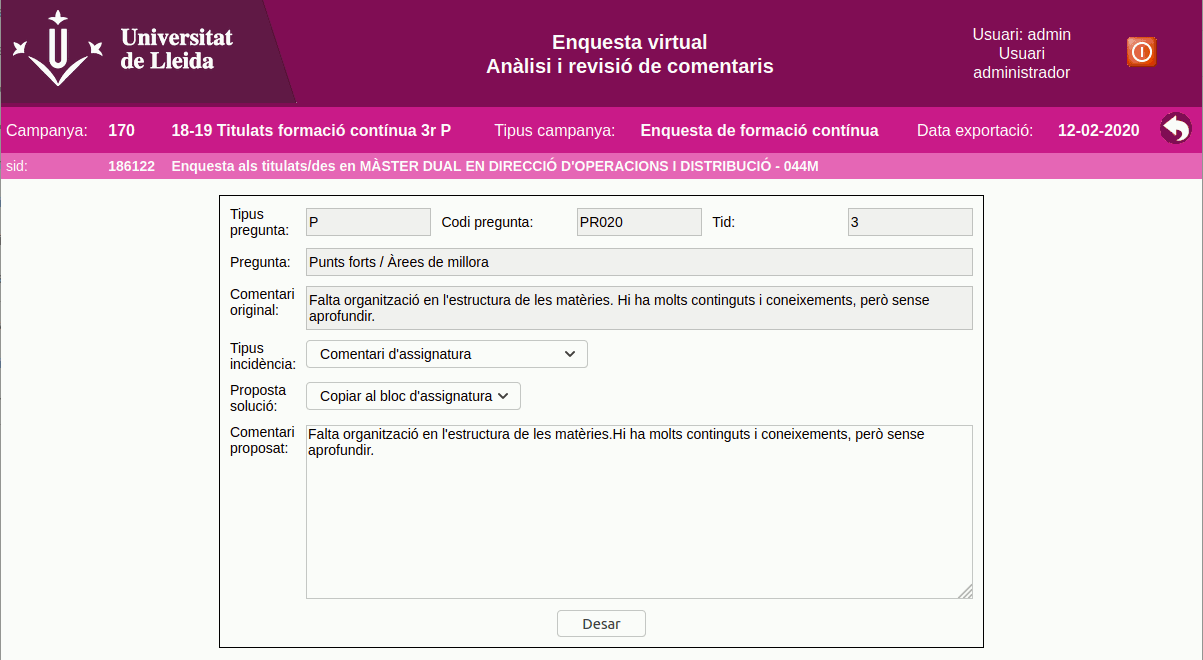 Universitat
de Lleida
Enquesta virtual
Anàlisi i revisió de comentaris
Usuari: admin
Usuari
administrador
Campanya: 170 18-19 Titulats formació contínua 3r P Tipus campanya: Enquesta de formació contínua Data exportació: 12-02-2020
sid: 186122 Enquesta als titulats/des en MÀSTER DUAL EN DIRECCIÓ D'OPERACIONS I DISTRIBUCIÓ - 044M
Tipus
pregunta: P Codi pregunta: PR020 Tid: 3
Pregunta: Punts forts / Àrees de millora
Comentari
original:
Falta organització en l'estructura de les matèries. Hi ha molts continguts i coneixements, però sense
aprofundir.
Tipus
incidència:
Comentari d'assignatura
Proposta
solució:
Copiar al bloc d'assignatura
Comentari
proposat:
Falta organització en l'estructura de les matèries.Hi ha molts continguts i coneixements, però sense
aprofundir.
Desar